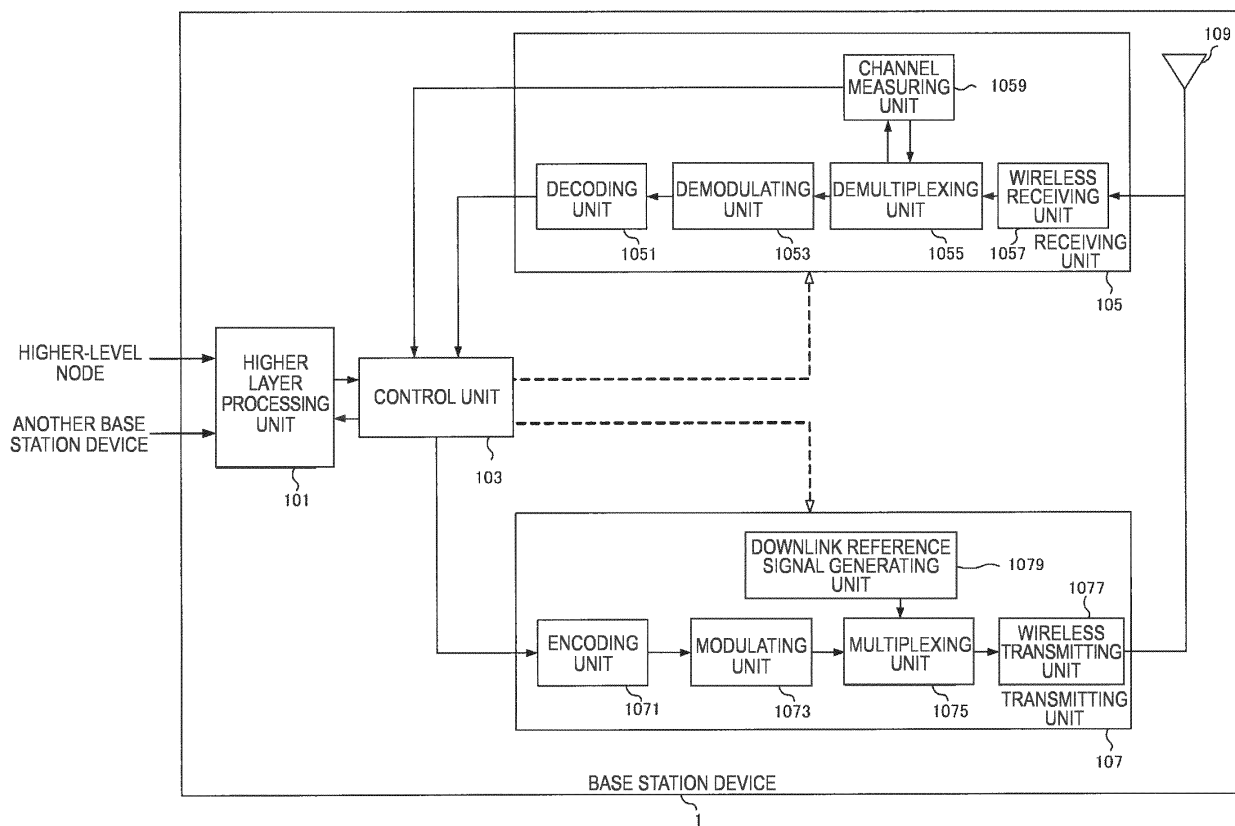 109
CHANNEL
MEASURING
UNIT
1059
DECODING
UNIT
1051
DEMODULATING
UNIT
1053
DEMULTIPLEXING
UNIT
1055
WIRELESS
RECEIVING
UNIT
1057
RECEIVING
UNIT
105
HIGHER-LEVEL
NODE
ANOTHER BASE
STATION DEVICE
HIGHER
LAYER
PROCESSING
UNIT
101
CONTROL UNIT
103
DOWNLINK REFERENCE
SIGNAL GENERATING
UNIT
1079
ENCODING
UNIT
1071
MODULATING
UNIT
1073
MULTIPLEXING
UNIT
1075
1077
WIRELESS
TRANSMITTING
UNIT
TRANSMITTING
UNIT
107
BASE STATION DEVICE
1